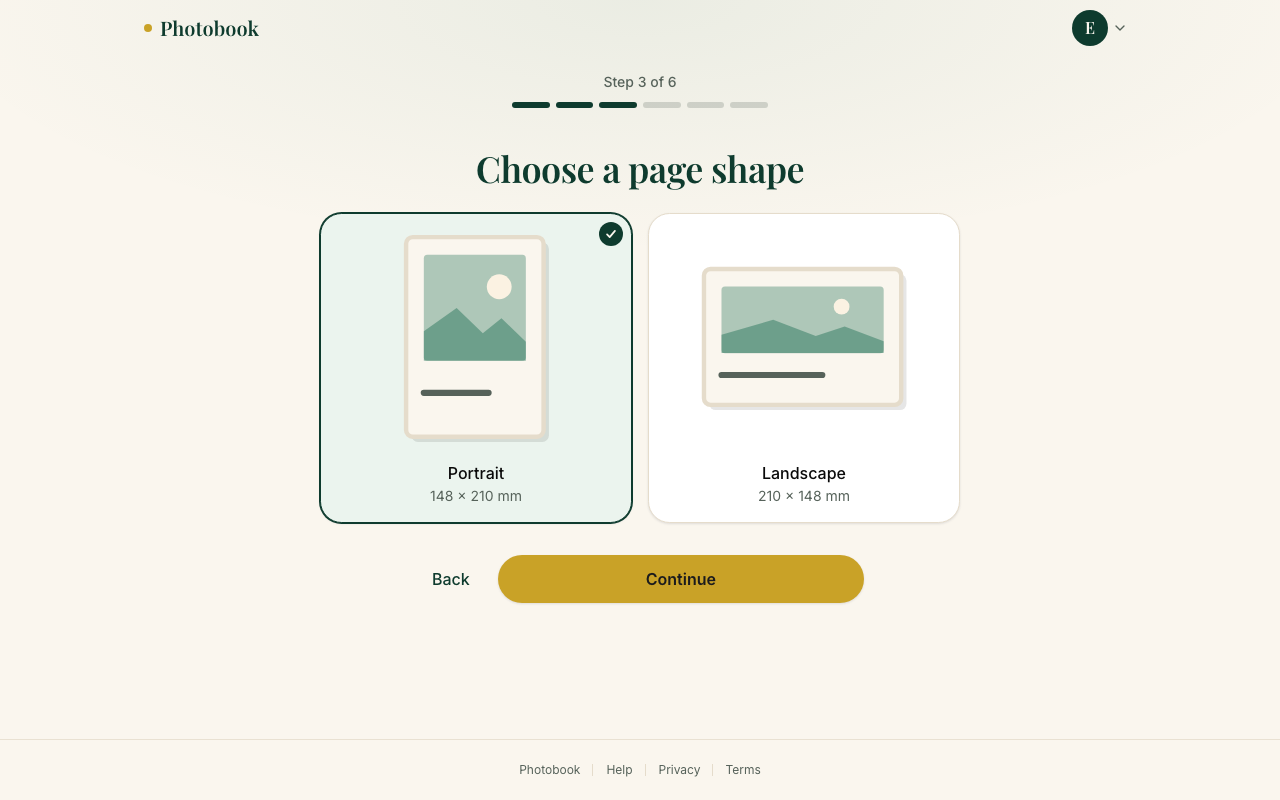 Photobook
E
Step 3 of 6
Choose a page shape
Portrait
148 × 210 mm
Landscape
210 × 148 mm
Back
Continue
Photobook
Help
Privacy
Terms